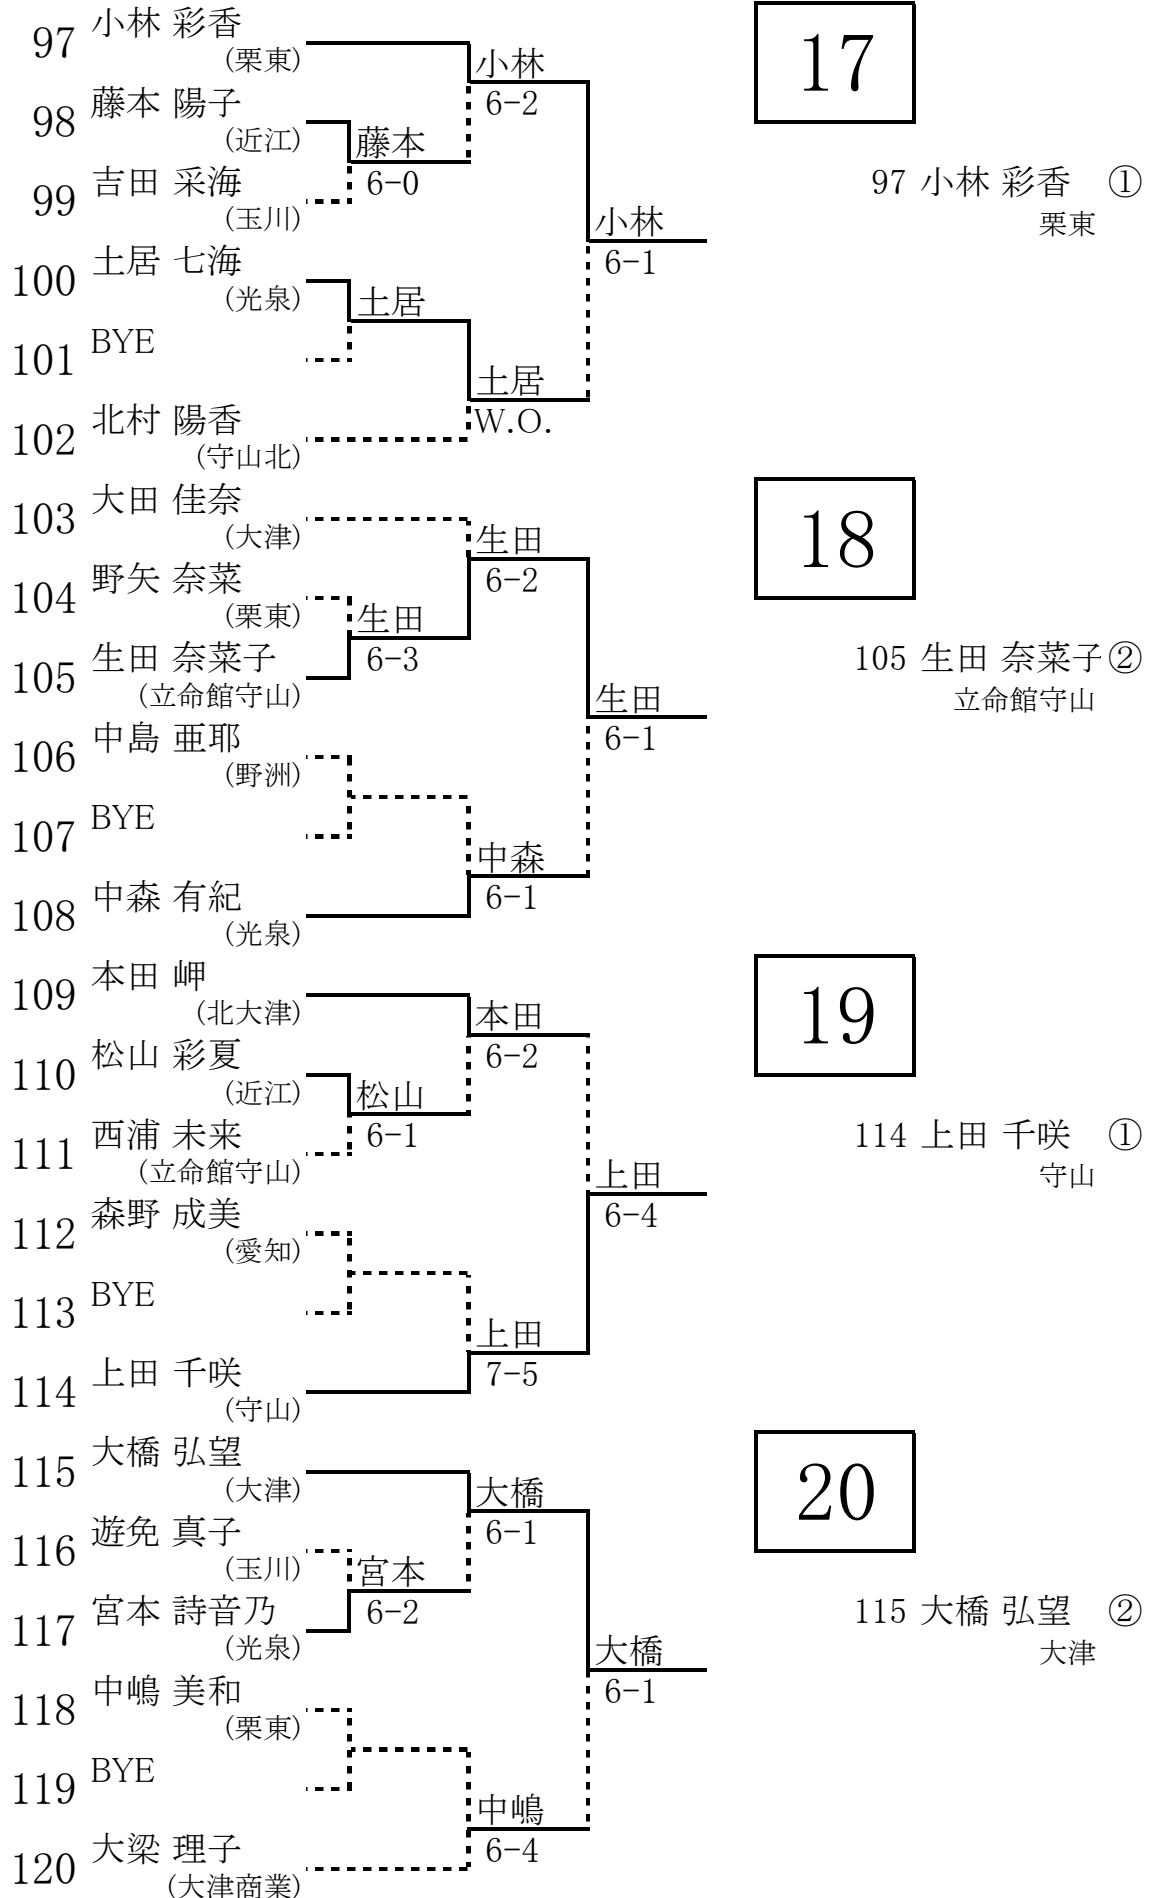 97 小林 彩香
(栗東)
小林
6-2
17
98 藤本 陽子
(近江)
藤本
6-0
99 吉田 采海
(玉川)
97 小林 彩香 ①
栗東
小林
6-1
100 土居 七海
(光泉)
土居
101 BYE
土居
W.O.
102 北村 陽香
(守山北)
103 大田 佳奈
(大津)
生田
6-2
18
104 野矢 奈菜
(栗東)
生田
6-3
105 生田 奈菜子
(立命館守山)
105 生田 奈菜子②
立命館守山
生田
6-1
106 中島 亜耶
(野洲)
107 BYE
中森
6-1
108 中森 有紀
(光泉)
109 本田 岬
(北大津)
本田
6-2
19
110 松山 彩夏
(近江)
松山
6-1
111 西浦 未来
(立命館守山)
114 上田 千咲 ①
守山
上田
6-4
112 森野 成美
(愛知)
113 BYE
上田
7-5
114 上田 千咲
(守山)
115 大橋 弘望
(大津)
大橋
6-1
20
116 遊免 真子
(玉川)
宮本
6-2
117 宮本 詩音乃
(光泉)
115 大橋 弘望 ②
大津
大橋
6-1
118 中嶋 美和
(栗東)
119 BYE
中嶋
6-4
120 大梁 理子
(大津商業)